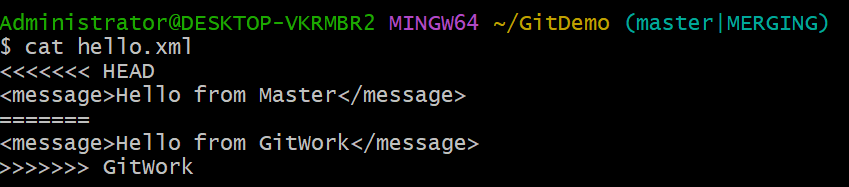 Administrator@DESKTOP-VKRMBR2 MINGW64 ~/GitDemo (master|MERGING)
$ cat hello.xml
<<<<<<< HEAD
<message>Hello from Master</message>
=======
<message>Hello from GitWork</message>
>>>>>>> GitWork